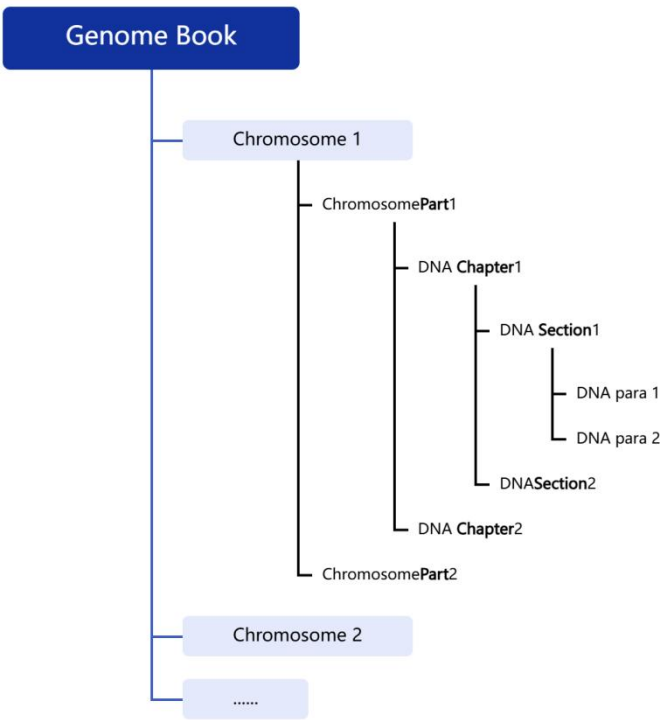 Genome Book
Chromosome 1
ChromosomePart1
DNA Chapter1
DNA Section1
DNA para 1
DNA para 2
DNASection2
DNA Chapter2
ChromosomePart2
Chromosome 2
......